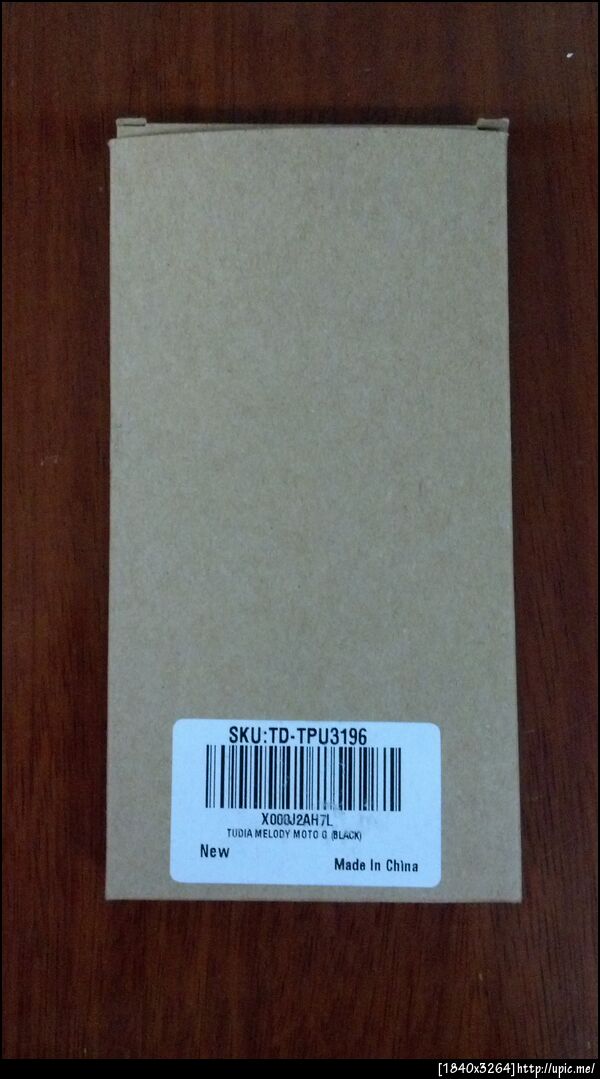 SKU:TD-TPU3196
X000J2AH7L
TUDIA MELODY MOTO G (BLACK)
New
Made In China
[1840x3264]http://upic.me/